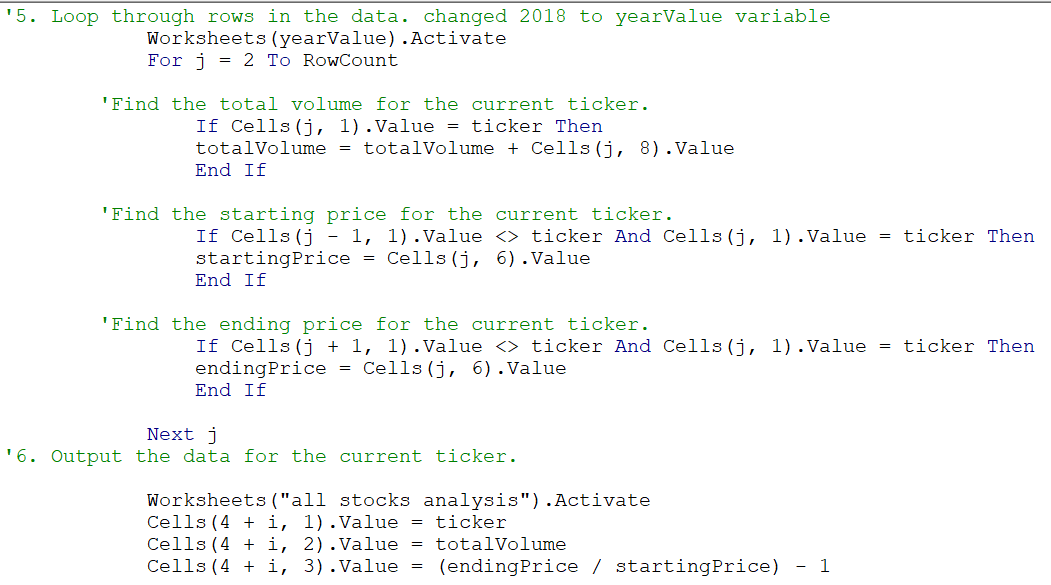 '5. Loop through rows in the data. changed 2018 to yearValue variable
Worksheets(yearValue).Activate
For j = 2 To RowCount
'Find the total volume for the current ticker.
If Cells(j, 1).Value = ticker Then
totalVolume = totalVolume + Cells(j, 8).Value
End If
'Find the starting price for the current ticker.
If Cells(j - 1, 1).Value <> ticker And Cells(j, 1).Value = ticker Then
startingPrice = Cells(j, 6).Value
End If
'Find the ending price for the current ticker.
If Cells(j + 1, 1).Value <> ticker And Cells(j, 1).Value = ticker Then
endingPrice = Cells(j, 6).Value
End If
Next j
'6. Output the data for the current ticker.
Worksheets("all stocks analysis").Activate
Cells(4 + i, 1).Value = ticker
Cells(4 + i, 2).Value = totalVolume
Cells(4 + i, 3).Value = (endingPrice / startingPrice) - 1